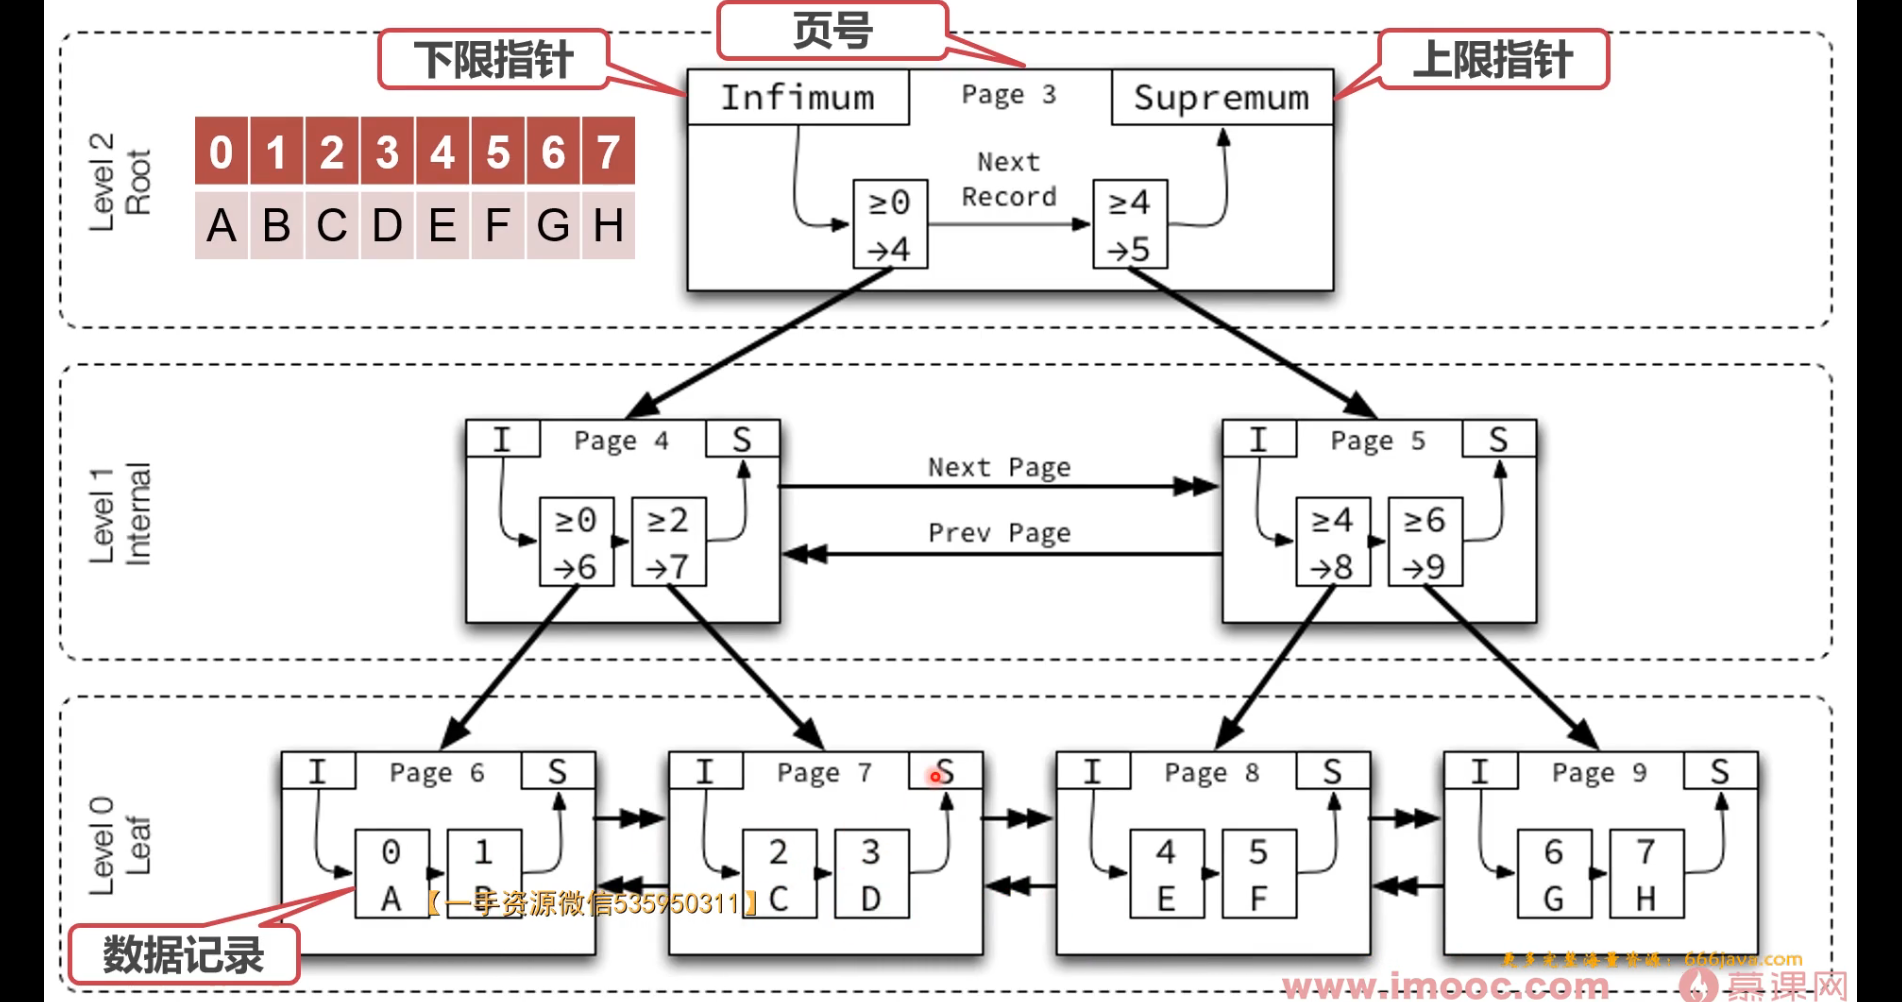 页号
下限指针
上限指针
Infimum
Page 3
Supremum
Level 2
Root
0 1 2 3 4 5 6 7
A B C D E F G H
Next
Record
≥0
→4
≥4
→5
Level 1
Internal
I Page 4 S
≥0
→6
≥2
→7
Next Page
Prev Page
I Page 5 S
≥4
→8
≥6
→9
Level 0
Leaf
I Page 6 S
0
A
1
I Page 7 S
2
C
3
D
I Page 8 S
4
E
5
F
I Page 9 S
6
G
7
H
【一手资源微信535950311】
数据记录
更多完整海量资源：666java.com
www.imooc.com
慕课网